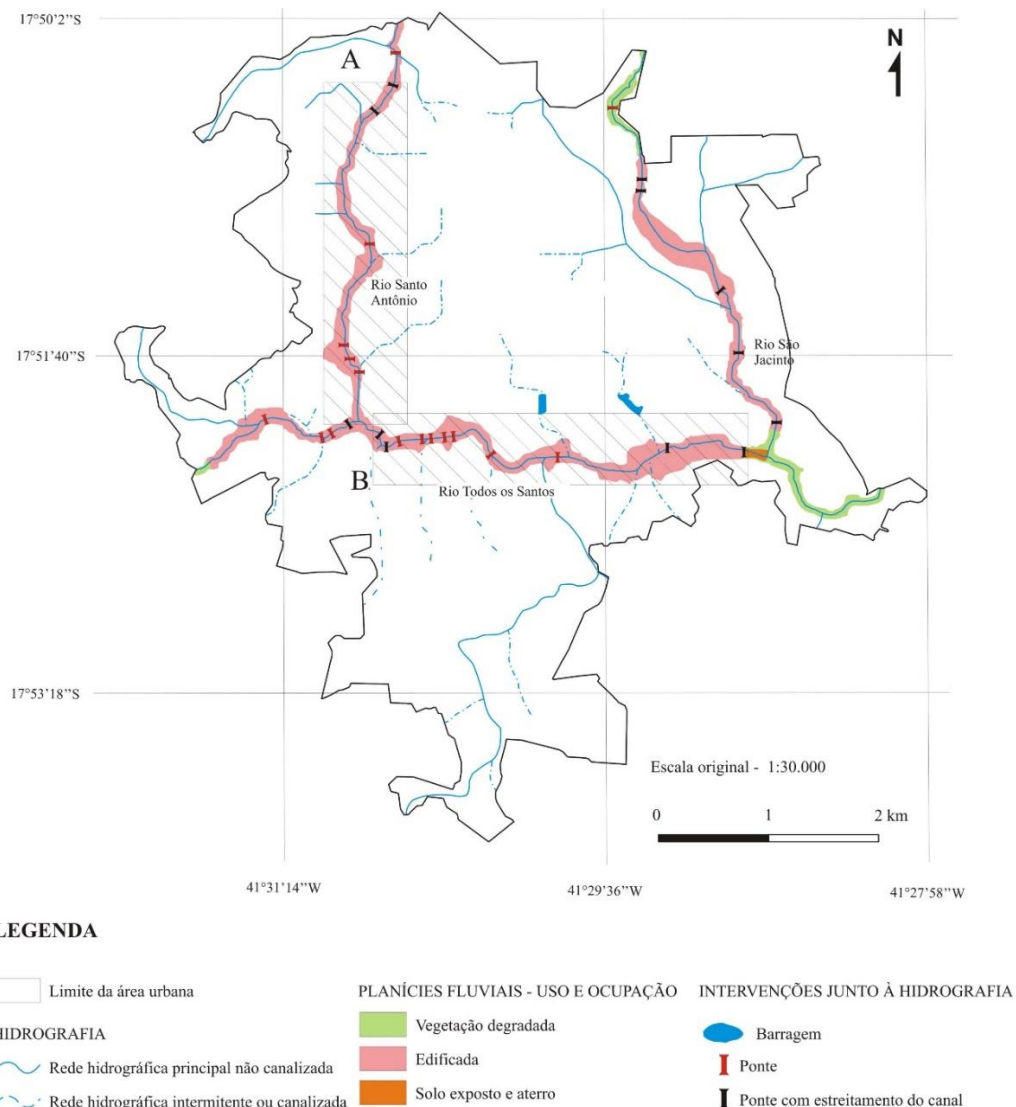 17°50'2''S
A
N
Rio Santo
Antônio
17°51'40''S
Rio São
Jacinto
B
Rio Todos os Santos
17°53'18''S
Escala original - 1:30.000
0 1 2 km
41°31'14''W
41°29'36''W
41°27'58''W
LEGENDA
Limite da área urbana
HIDROGRAFIA
Rede hidrográfica principal não canalizada
Rede hidrográfica intermitente ou canalizada
PLANÍCIES FLUVIAIS - USO E OCUPAÇÃO
Vegetação degradada
Edificada
Solo exposto e aterro
INTERVENÇÕES JUNTO À HIDROGRAFIA
Barragem
Ponte
Ponte com estreitamento do canal